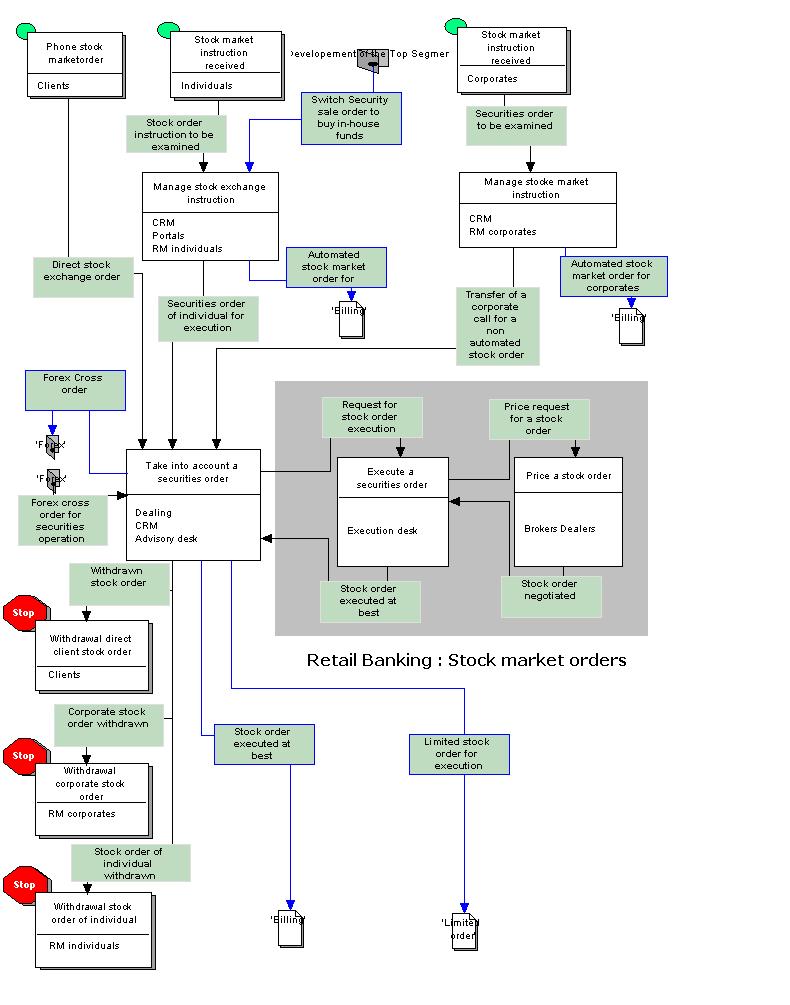 Phone stock
marketorder
Clients
Stock market
instruction
received
Individuals
evelopement of the Top Segmer
Stock market
instruction
received
Corporates
Switch Security
sale order to
buy in-house
funds
Stock order
instruction to be
examined
Securities order
to be examined
Manage stock exchange
instruction
CRM
Portals
RM individuals
Manage stocke market
instruction
CRM
RM corporates
Direct stock
exchange order
Automated
stock market
order for
Automated stock
market order for
corporates
Securities order
of individual for
execution
Transfer of a
corporate
call for a
non
automated
stock order
'Billing'
'Billing'
Forex Cross
order
'Forex'
'Forex'
Forex cross
order for
securities
operation
Request for
stock order
execution
Price request
for a stock
order
Take into account a
securities order
Dealing
CRM
Advisory desk
Execute a
securities order
Execution desk
Price a stock order
Brokers Dealers
Stock order
executed at
best
Stock order
negotiated
Withdrawn
stock order
Stop
Withdrawal direct
client stock order
Clients
Retail Banking : Stock market orders
Corporate stock
order withdrawn
Stop
Withdrawal
corporate stock
order
RM corporates
Stock order
executed at
best
Limited stock
order for
execution
Stock order of
individual
withdrawn
Stop
Withdrawal stock
order of individual
RM individuals
'Billing'
'Limited
order'